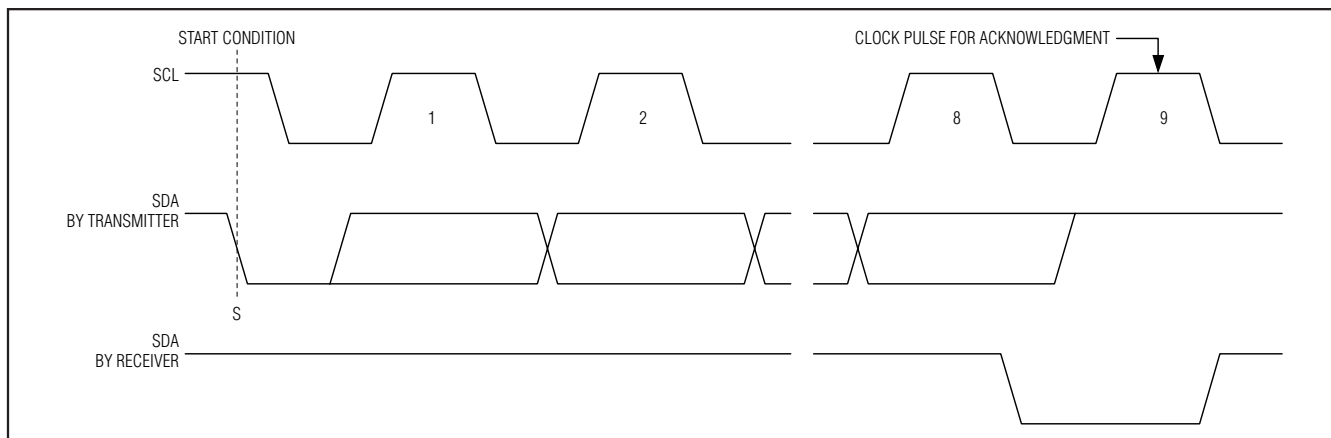 START CONDITION
CLOCK PULSE FOR ACKNOWLEDGMENT
SCL
1
2
8
9
SDA
BY TRANSMITTER
S
SDA
BY RECEIVER